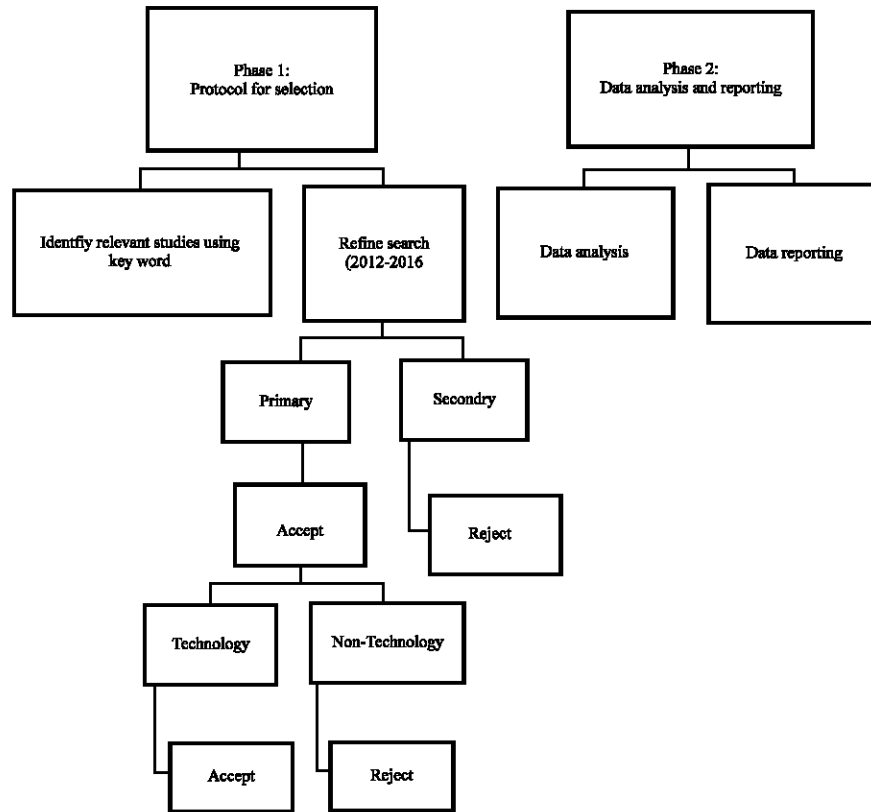 Phase 1:
Protocol for selection
Phase 2:
Data analysis and reporting
Identfiy relevant studies using
key word
Refine search
(2012-2016
Data analysis
Data reporting
Primary
Secondry
Accept
Reject
Technology
Non-Technology
Accept
Reject